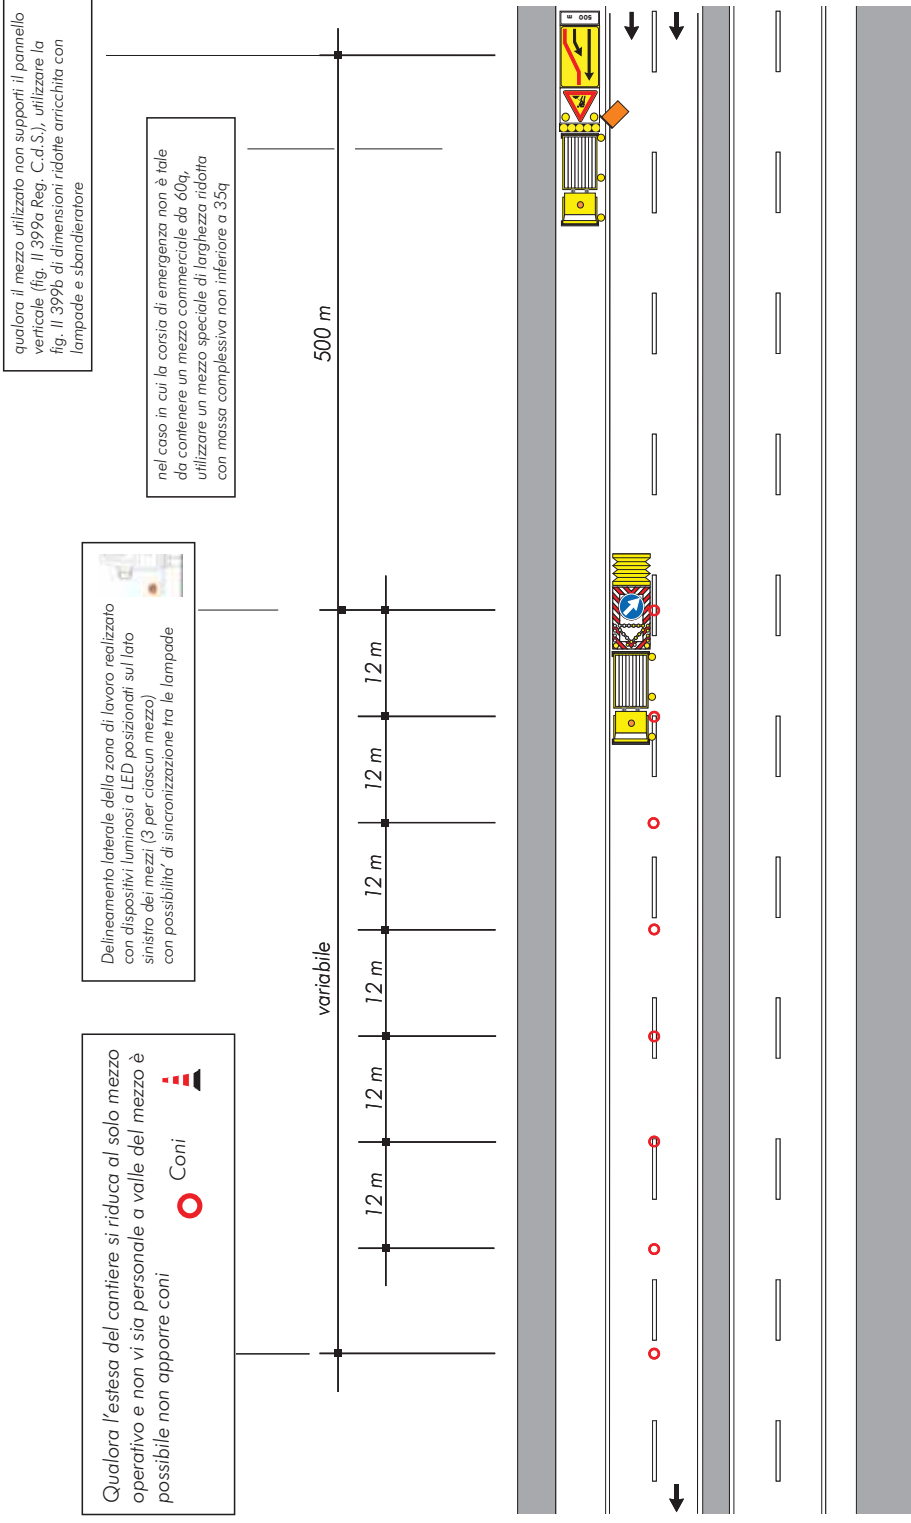 qualora il mezzo utilizzato non supporti il pannello
verticale (fig. II 399a Reg. C.d.S.), utilizzare la
fig. II 399b di dimensioni ridotte arricchita con
lampade e sbandieratore
nel caso in cui la corsia di emergenza non è tale
da contenere un mezzo commerciale da 60q,
utilizzare un mezzo speciale di larghezza ridotta
con massa complessiva non inferiore a 35q
Delineamento laterale della zona di lavoro realizzato
con dispositivi luminosi a LED posizionati sul lato
sinistro dei mezzi (3 per ciascun mezzo)
con possibilita' di sincronizzazione tra le lampade
Qualora l'estesa del cantiere si riduca al solo mezzo
operativo e non vi sia personale a valle del mezzo è
possibile non apporre coni
Coni
500 m
variabile
12 m
12 m
12 m
12 m
12 m
12 m
500 m